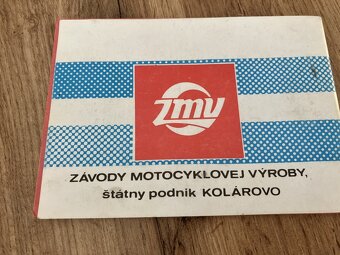 zmv
ZÁVODY MOTOCYKLOVEJ VÝROBY,
štátny podnik KOLÁROVO